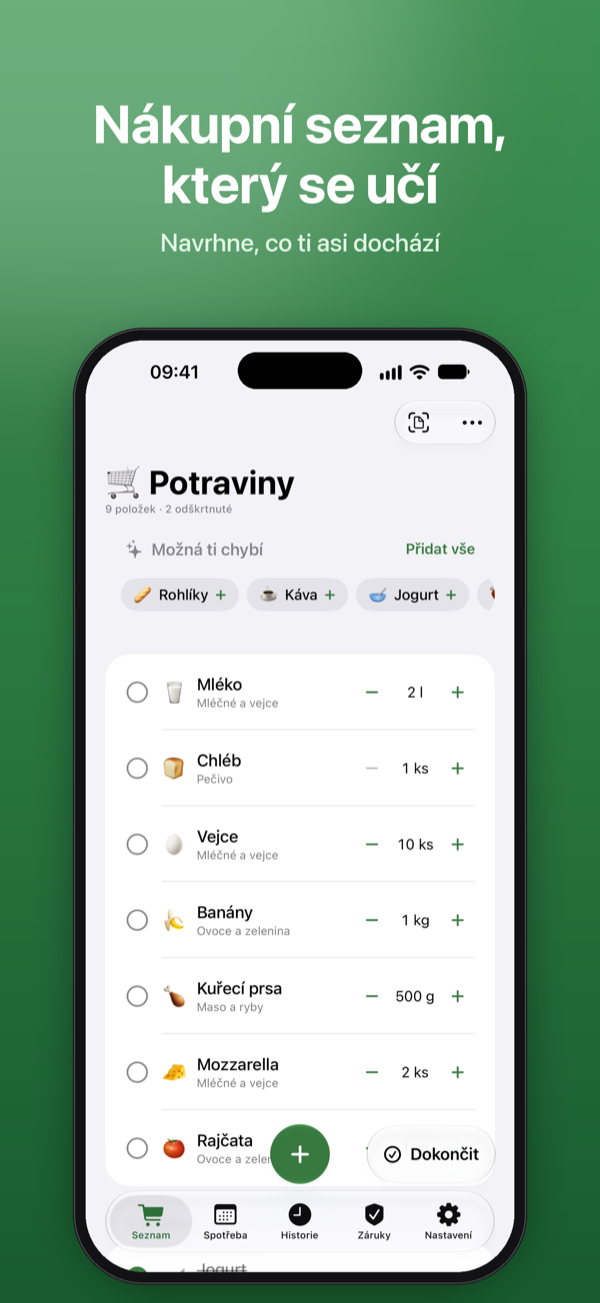 Nákupní seznam,
který se učí
Navrhne, co ti asi dochází
09:41
Potraviny
9 položek · 2 odškrtnuté
Možná ti chybí
Přidat vše
Rohlíky +
Káva +
Jogurt +
Mléko
Mléčné a vejce
− 2 l +
Chléb
Pečivo
− 1 ks +
Vejce
Mléčné a vejce
− 10 ks +
Banány
Ovoce a zelenina
− 1 kg +
Kuřecí prsa
Maso a ryby
− 500 g +
Mozzarella
Mléčné a vejce
− 2 ks +
Rajčata
Ovoce a
+
Dokončit
Seznam
Spotřeba
Historie
Záruky
Nastavení
Jogurt